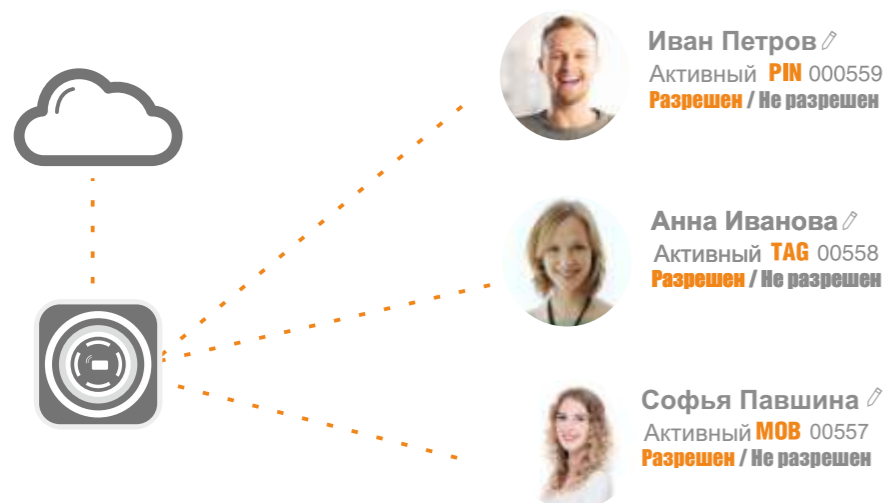 Иван Петров
Активный PIN 000559
Разрешен / Не разрешен
Анна Иванова
Активный TAG 00558
Разрешен / Не разрешен
Софья Павшина
Активный MOB 00557
Разрешен / Не разрешен